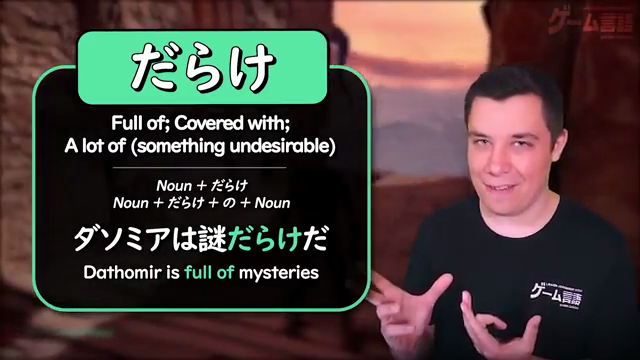 だらけ
Full of; Covered with;
A lot of (something undesirable)
Noun + だらけ
Noun + だらけ + の + Noun
ダソミアは謎だらけだ
Dathomir is full of mysteries
ゲーム言語
ゲーム言語